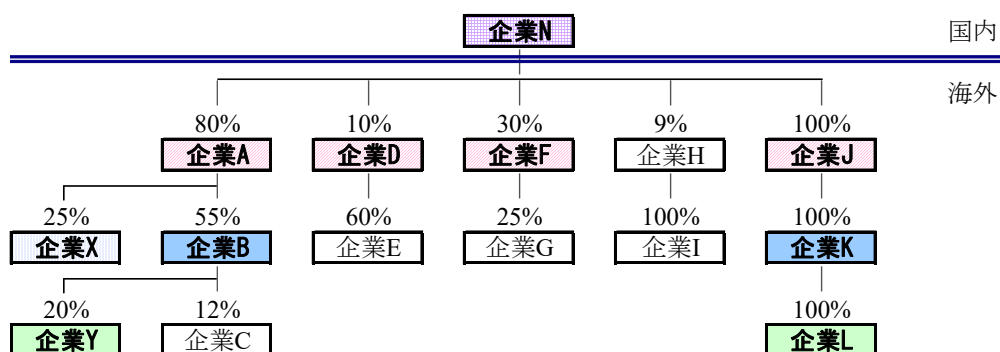 企業N
国内
海外
80% 10% 30% 9% 100%
企業A 企業D 企業F 企業H 企業J
25% 55% 60% 25% 100% 100%
企業X 企業B 企業E 企業G 企業I 企業K
20% 12% 100%
企業Y 企業C 企業L